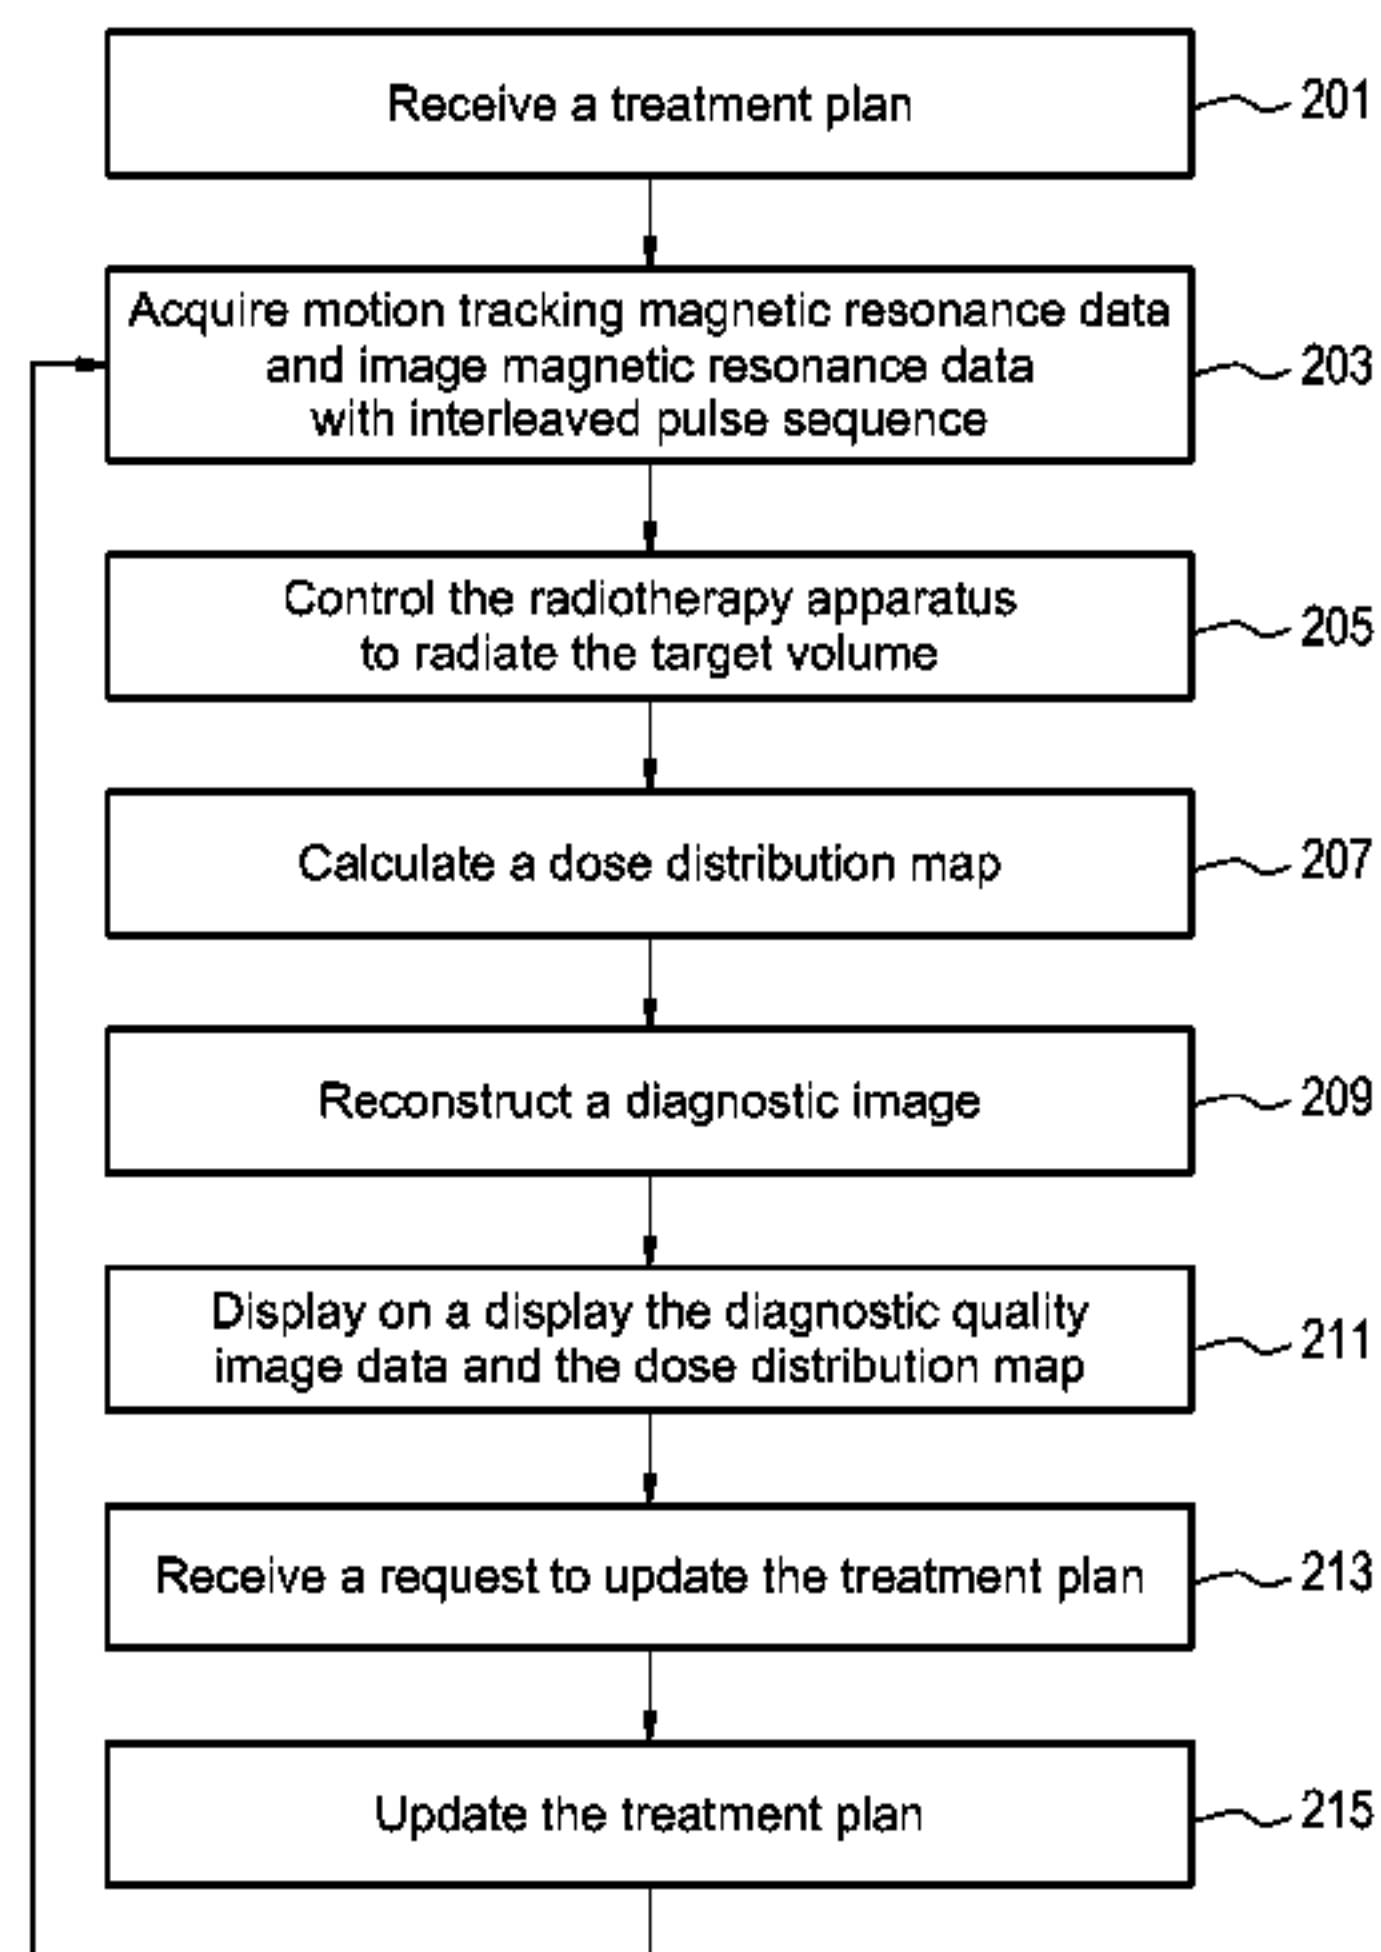 Receive a treatment plan
201
Acquire motion tracking magnetic resonance data
and image magnetic resonance data
with interleaved pulse sequence
203
Control the radiotherapy apparatus
to radiate the target volume
205
Calculate a dose distribution map
207
Reconstruct a diagnostic image
209
Display on a display the diagnostic quality
image data and the dose distribution map
211
Receive a request to update the treatment plan
213
Update the treatment plan
215